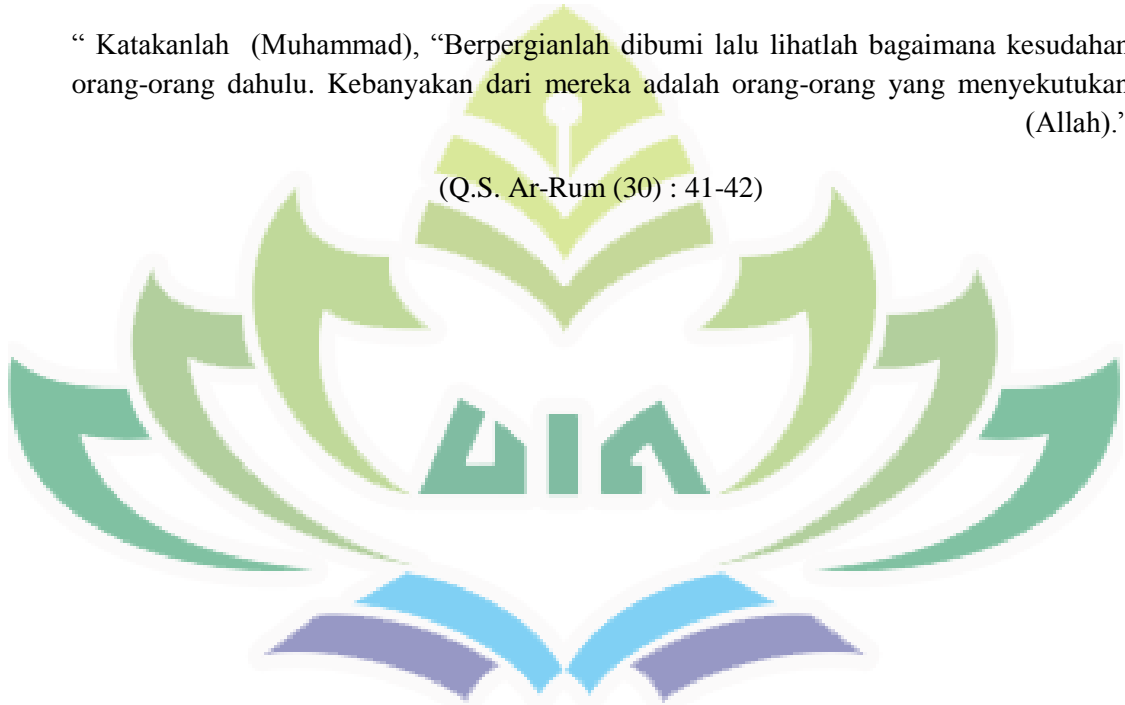 “ Katakanlah (Muhammad), “Berpergianlah dibumi lalu lihatlah bagaimana kesudahan
orang-orang dahulu. Kebanyakan dari mereka adalah orang-orang yang menyekutukan
(Allah).”
(Q.S. Ar-Rum (30) : 41-42)
UIN